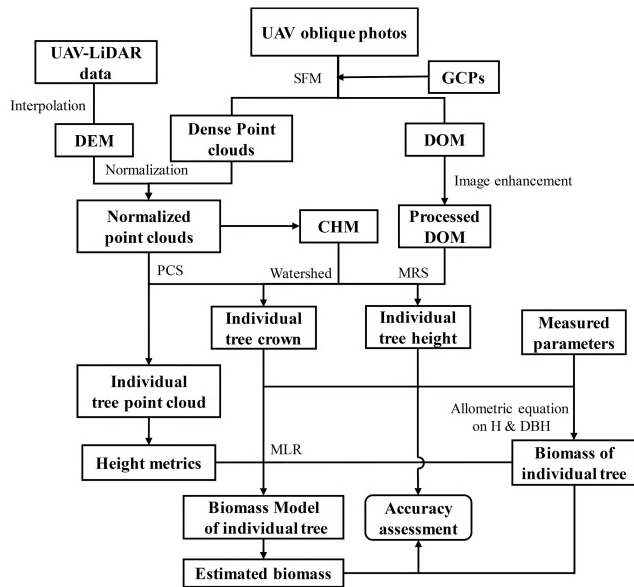 UAV oblique photos
UAV-LiDAR
data
SFM
GCPs
Interpolation
Dense Point
clouds
DEM
DOM
Normalization
Image enhancement
Normalized
point clouds
CHM
Processed
DOM
PCS
Watershed
MRS
Individual
tree crown
Individual
tree height
Measured
parameters
Individual
tree point cloud
Allometric equation
on H & DBH
Height metrics
MLR
Biomass of
individual tree
Biomass Model
of individual tree
Accuracy
assessment
Estimated biomass